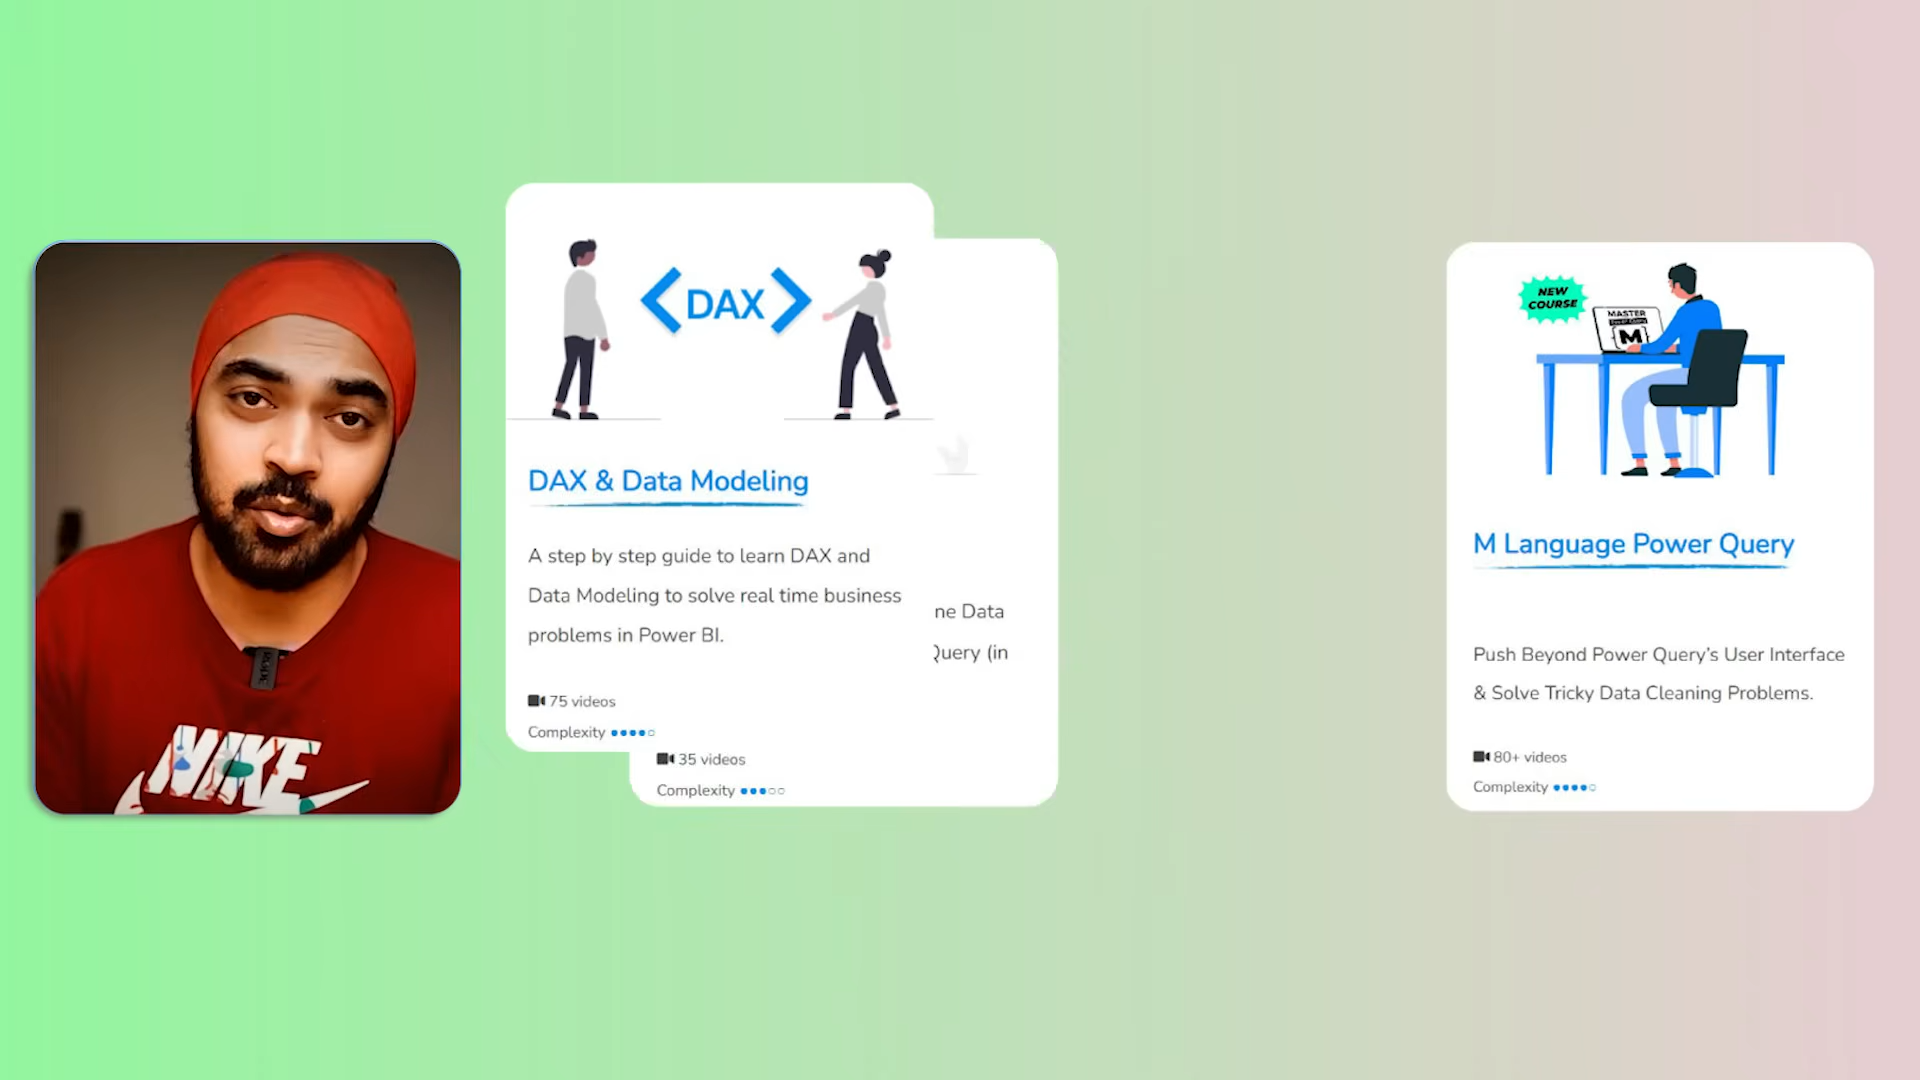 RODE
NIKE
<DAX>
DAX & Data Modeling
A step by step guide to learn DAX and
Data Modeling to solve real time business
problems in Power BI.
75 videos
Complexity
ne Data
Query (in
35 videos
Complexity
NEW
COURSE
MASTER
M
M Language Power Query
Push Beyond Power Query's User Interface
& Solve Tricky Data Cleaning Problems.
80+ videos
Complexity